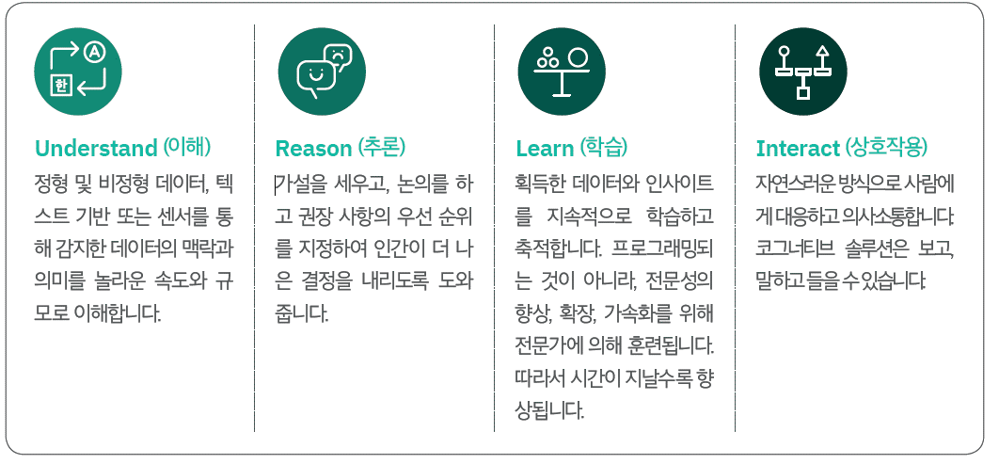 A
한
Understand (이해)
정형 및 비정형 데이터, 텍
스트 기반 또는 센서를 통
해 감지한 데이터의 맥락과
의미를 놀라운 속도와 규
모로 이해합니다.
Reason (추론)
가설을 세우고, 논의를 하
고 권장 사항의 우선 순위
를 지정하여 인간이 더 나
은 결정을 내리도록 도와
줍니다.
Learn (학습)
획득한 데이터와 인사이트
를 지속적으로 학습하고
축적합니다. 프로그래밍되
는 것이 아니라, 전문성의
향상, 확장, 가속화를 위해
전문가에 의해 훈련됩니다.
따라서 시간이 지날수록 향
상됩니다.
Interact (상호작용)
자연스러운 방식으로 사람에
게 대응하고 의사소통합니다.
코그너티브 솔루션은 보고,
말하고 들을 수 있습니다.